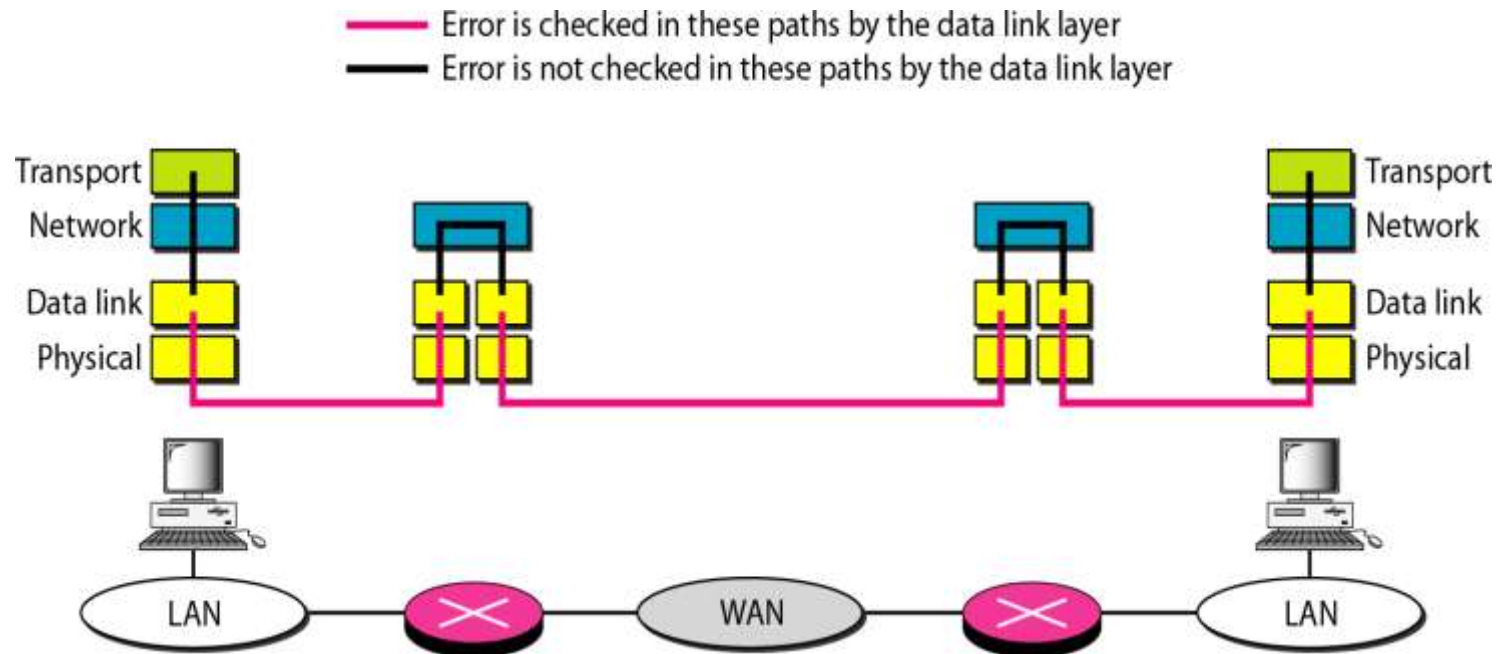 Error is checked in these paths by the data link layer
Error is not checked in these paths by the data link layer
Transport
Network
Data link
Physical
Transport
Network
Data link
Physical
LAN
WAN
LAN